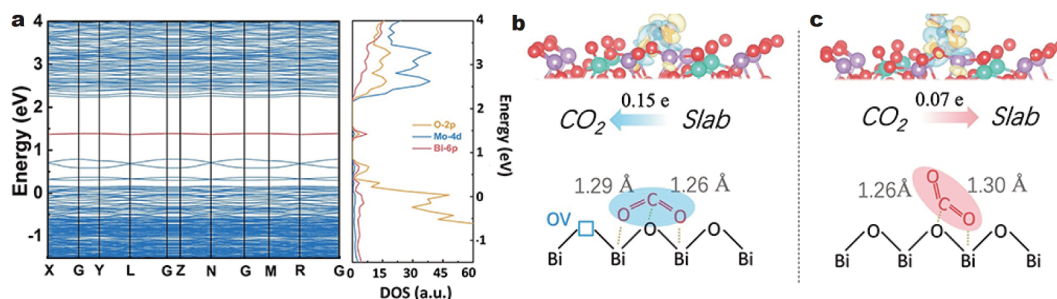 a
Energy (eV)
4
3
2
1
0
-1
X G Y L G Z N G M R G
O-2p
Mo-4d
Bi-6p
4
3
2
1
0
-1
Energy (eV)
0 15 30 45 60
DOS (a.u.)
b
0.15 e
CO2 Slab
1.29 Å 1.26 Å
O C O
OV O O
Bi Bi Bi Bi
c
0.07 e
CO2 Slab
1.26Å 1.30 Å
O C O
O O O
Bi Bi Bi Bi